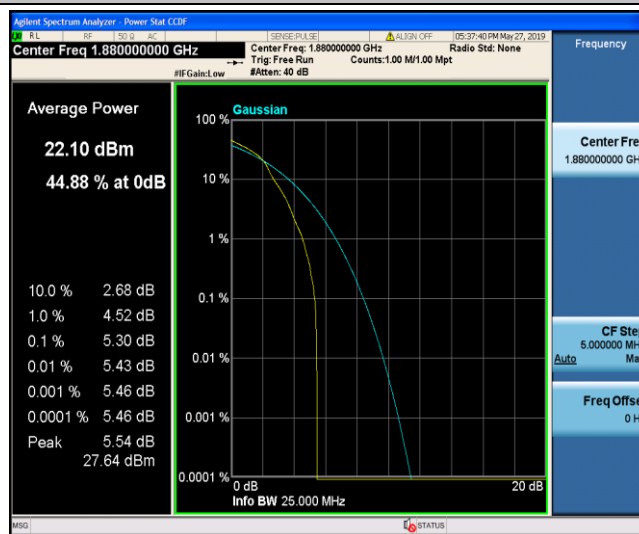 Agilent Spectrum Analyzer - Power Stat CCDF
RL RF 50 Ω AC SENSE:PULSE ALIGN OFF 05:37:40 PM May 27, 2019
Center Freq 1.880000000 GHz
Center Freq: 1.880000000 GHz Radio Std: None
Trig: Free Run Counts:1.00 M/1.00 Mpt
#IFGain:Low #Atten: 40 dB
Frequency
Average Power
22.10 dBm
44.88 % at 0dB
10.0 % 2.68 dB
1.0 % 4.52 dB
0.1 % 5.30 dB
0.01 % 5.43 dB
0.001 % 5.46 dB
0.0001 % 5.46 dB
Peak 5.54 dB
27.64 dBm
Gaussian
100 %
10 %
1 %
0.1 %
0.01 %
0.001 %
0.0001 %
0 dB 20 dB
Info BW 25.000 MHz
Center Fre
1.880000000 GH
CF Ste
5.000000 MH
Auto Ma
Freq Offse
0 H
MSG STATUS